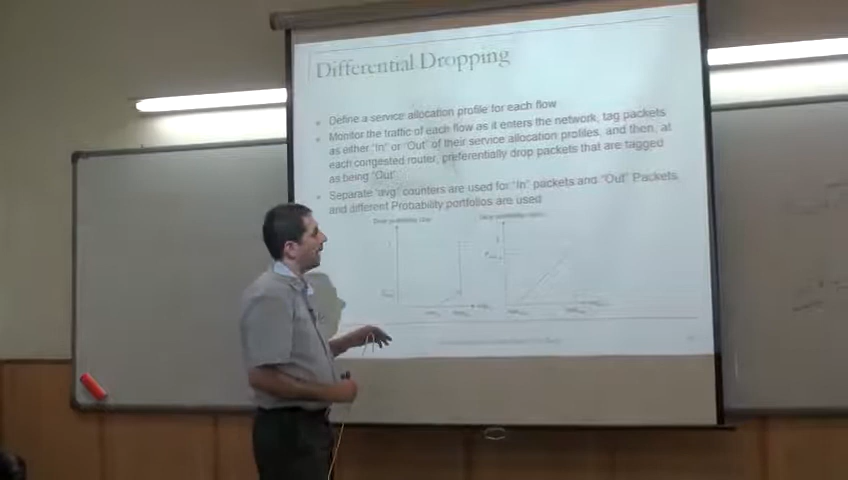 Differential Dropping
Define a service allocation profile for each flow
Monitor the traffic of each flow as it enters the network, tag packets
as either "In" or "Out" of their service allocation profiles, and then, at
each congested router, preferentially drop packets that are tagged
as being "Out"
Separate "avg" counters are used for "In" packets and "Out" Packets
and different Probability portfolios are used